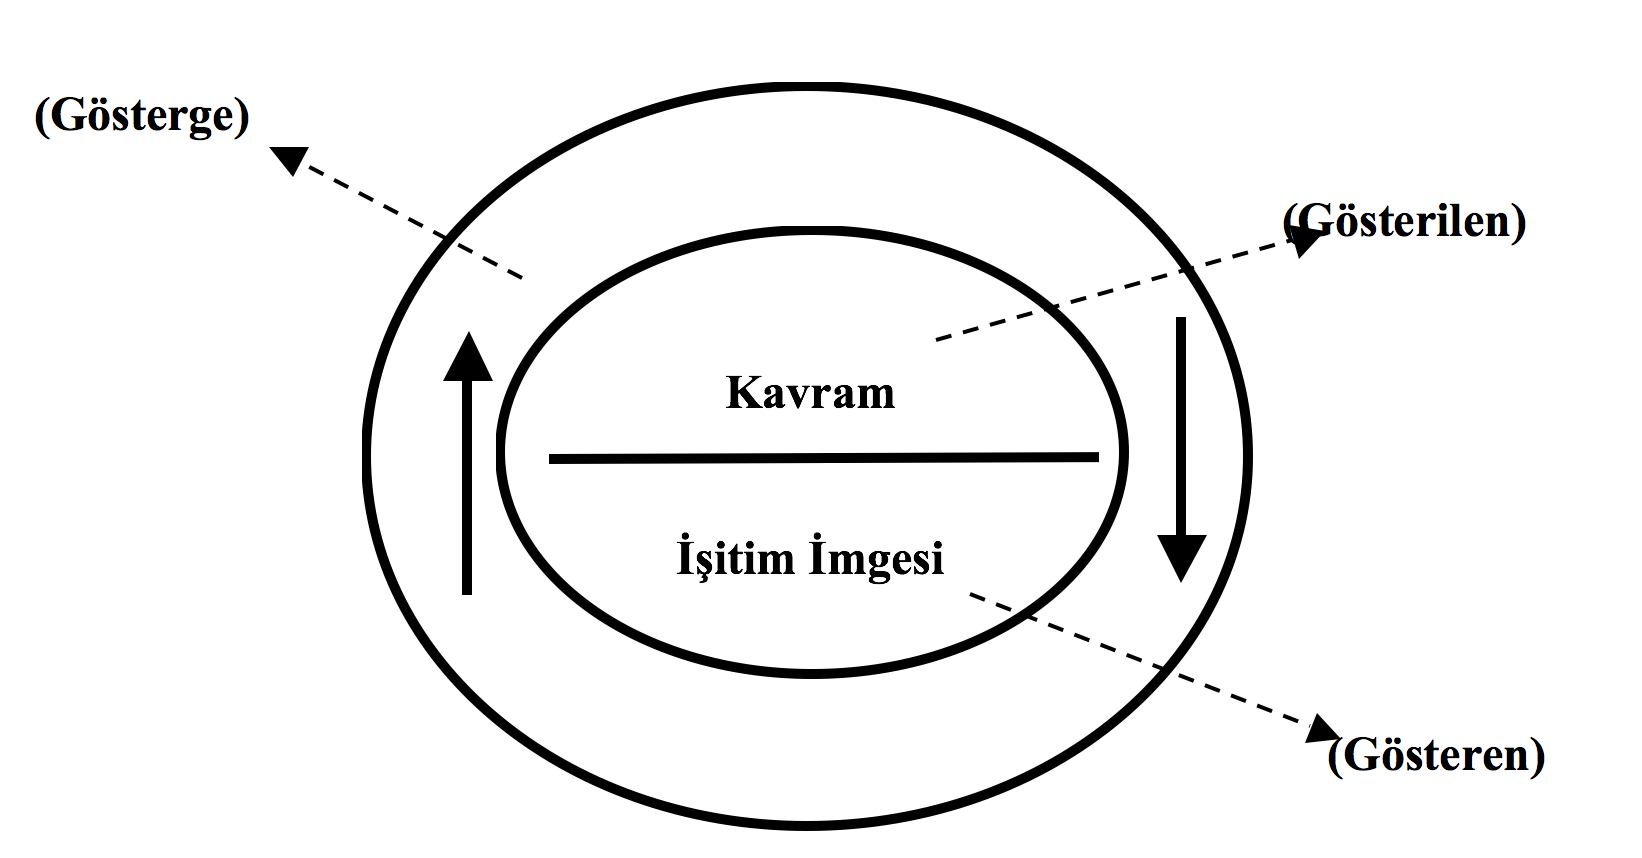 (Gösterge)
(Gösterilen)
Kavram
İşitim İmgesi
(Gösteren)